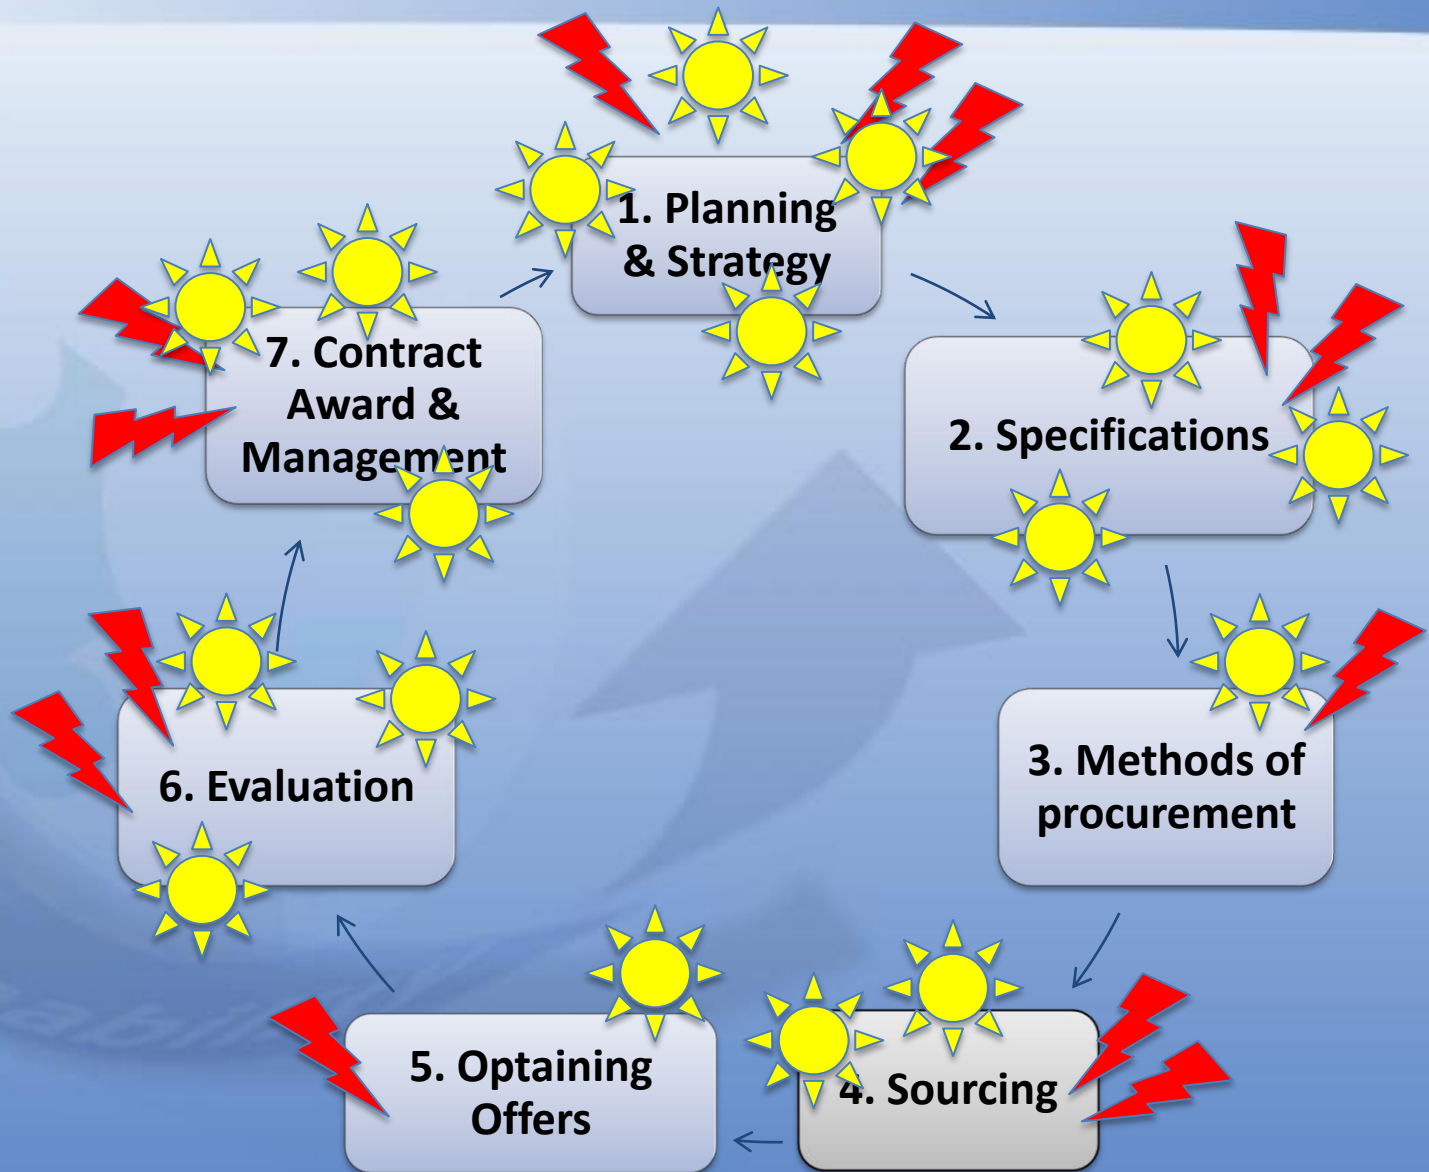 1. Planning
& Strategy
2. Specifications
3. Methods of
procurement
4. Sourcing
5. Optaining
Offers
6. Evaluation
7. Contract
Award &
Management